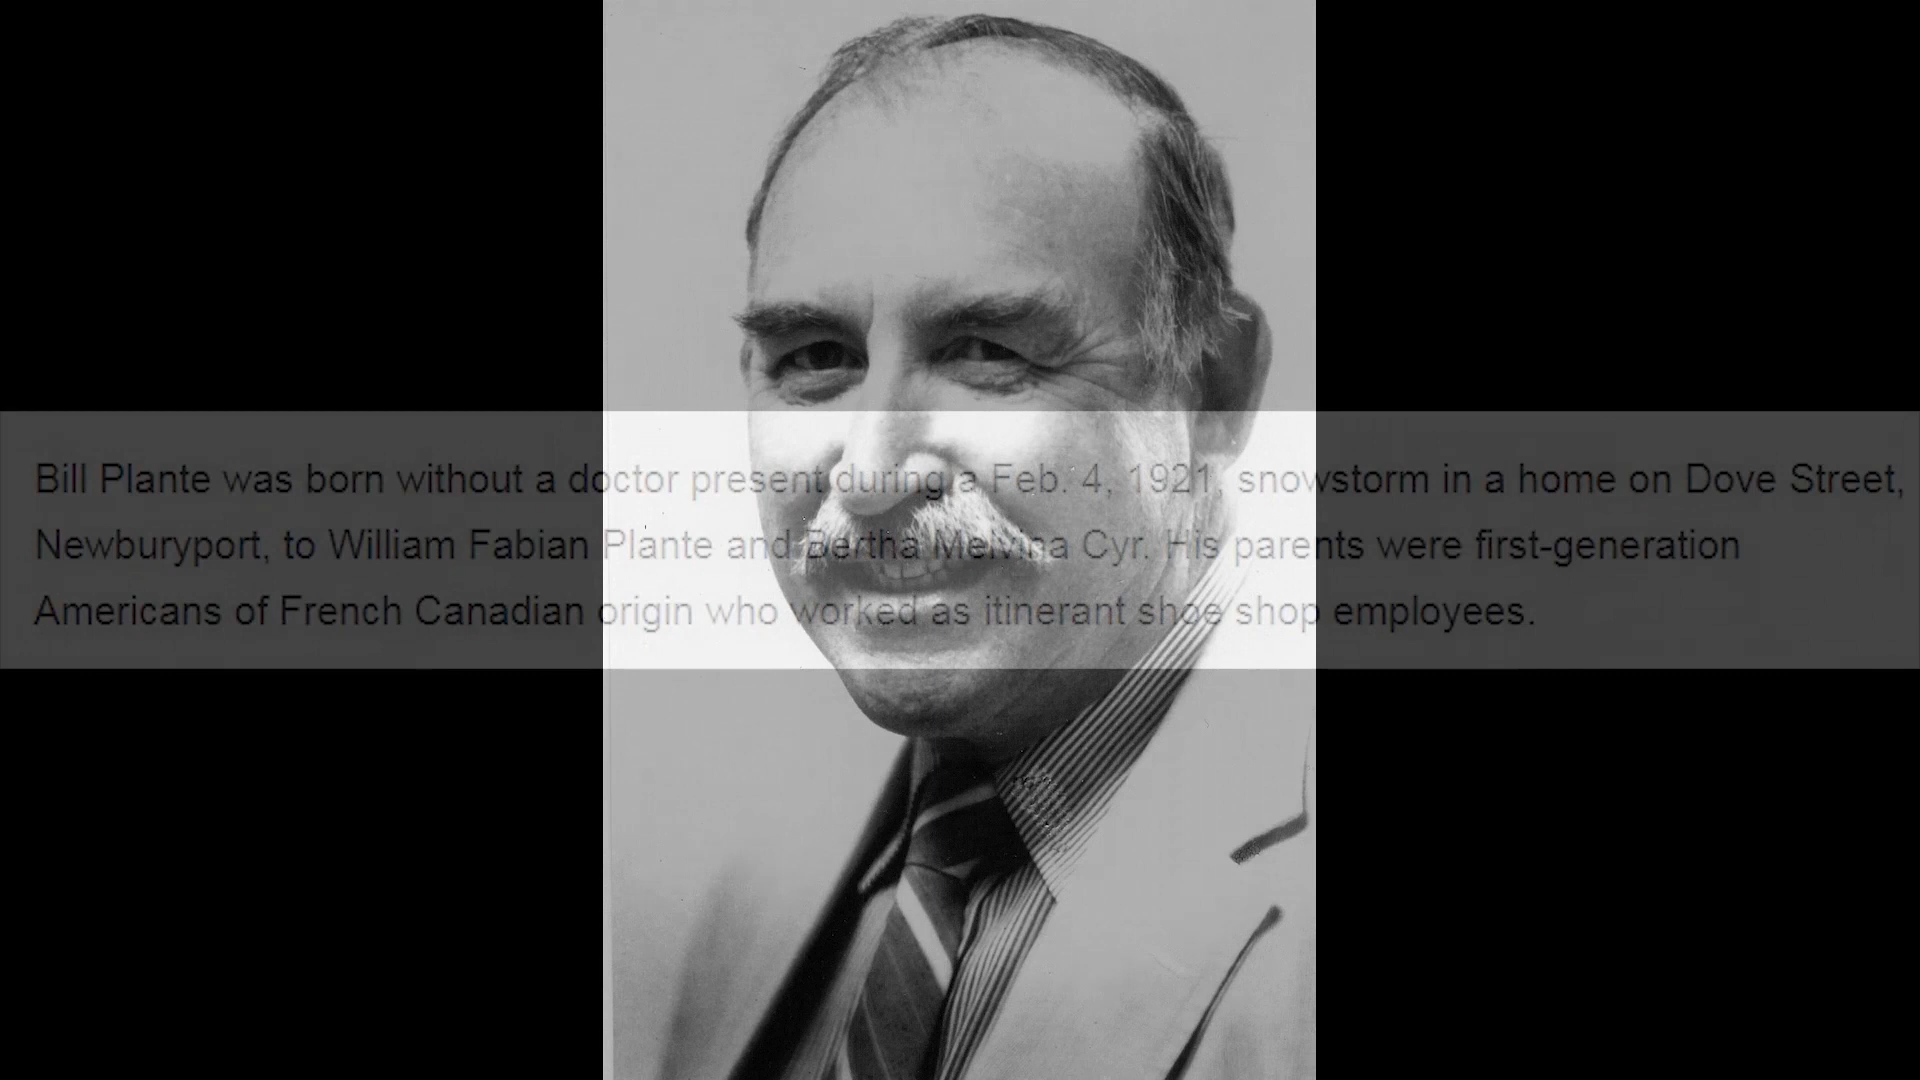 Bill Plante was born without a doctor present during a Feb. 4, 1921, snowstorm in a home on Dove Street,
Newburyport, to William Fabian Plante and Bertha Melvina Cyr. His parents were first-generation
Americans of French Canadian origin who worked as itinerant shoe shop employees.